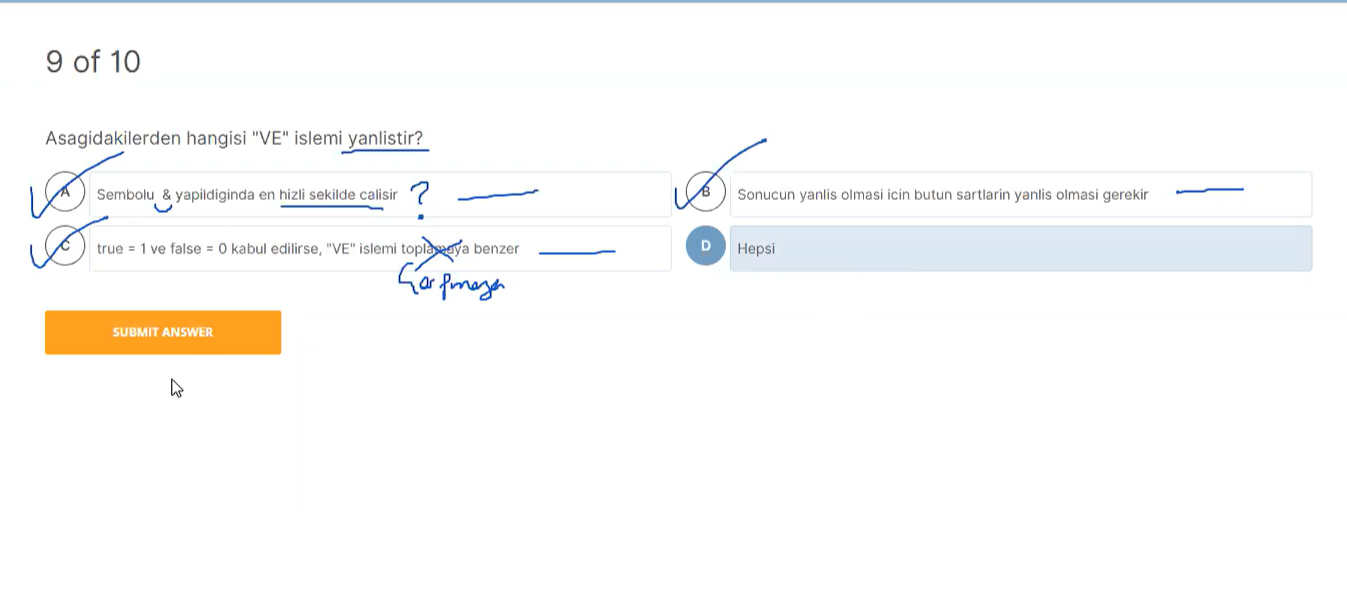 9 of 10
Asagidakilerden hangisi "VE" islemi yanlistir?
A Sembolu & yapildiginda en hizli sekilde calisir ?
B Sonucun yanlis olmasi icin butun sartlarin yanlis olmasi gerekir
C true = 1 ve false = 0 kabul edilirse, "VE" islemi toplamaya benzer
Çarpmaya
D Hepsi
SUBMIT ANSWER